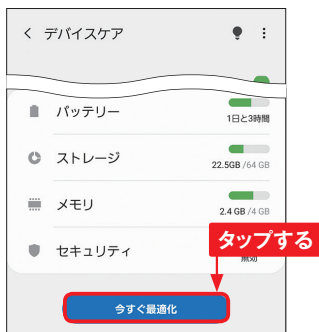 デバイスケア
バッテリー
1日と3時間
ストレージ
22.5GB /64 GB
メモリ
2.4 GB /4 GB
セキュリティ
タップする
今すぐ最適化